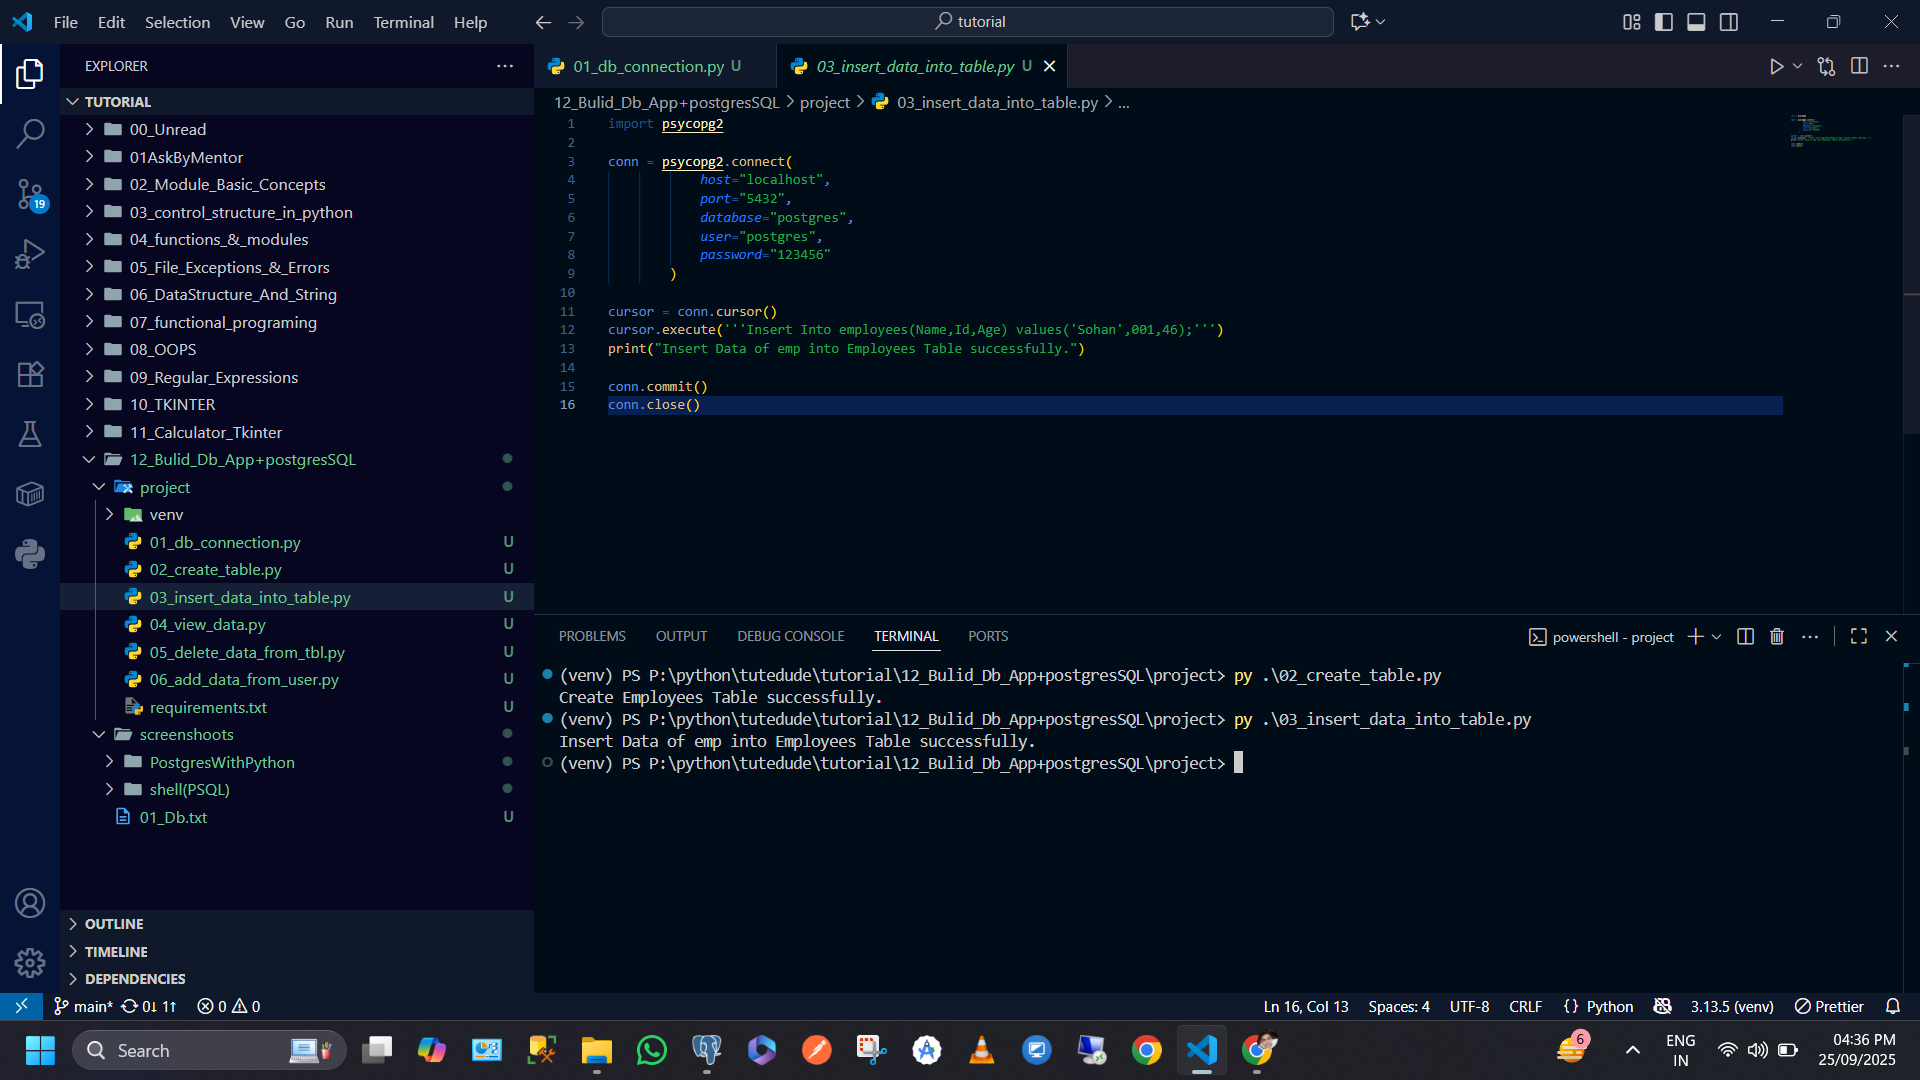 File Edit Selection View Go Run Terminal Help
tutorial
EXPLORER
TUTORIAL
00_Unread
01AskByMentor
02_Module_Basic_Concepts
03_control_structure_in_python
04_functions_&_modules
05_File_Exceptions_&_Errors
06_DataStructure_And_String
07_functional_programing
08_OOPS
09_Regular_Expressions
10_TKINTER
11_Calculator_Tkinter
12_Bulid_Db_App+postgresSQL
project
venv
01_db_connection.py U
02_create_table.py U
03_insert_data_into_table.py U
04_view_data.py U
05_delete_data_from_tbl.py U
06_add_data_from_user.py U
requirements.txt U
screenshoots
PostgresWithPython
shell(PSQL)
01_Db.txt U
OUTLINE
TIMELINE
DEPENDENCIES
19
01_db_connection.py U
03_insert_data_into_table.py U
12_Bulid_Db_App+postgresSQL > project > 03_insert_data_into_table.py > ...
1 import psycopg2
2
3 conn = psycopg2.connect(
4 host="localhost",
5 port="5432",
6 database="postgres",
7 user="postgres",
8 password="123456"
9 )
10
11 cursor = conn.cursor()
12 cursor.execute('''Insert Into employees(Name,Id,Age) values('Sohan',001,46);''')
13 print("Insert Data of emp into Employees Table successfully.")
14
15 conn.commit()
16 conn.close()
PROBLEMS OUTPUT DEBUG CONSOLE TERMINAL PORTS
powershell - project
(venv) PS P:\python\tutedude\tutorial\12_Bulid_Db_App+postgresSQL\project> py .\02_create_table.py
Create Employees Table successfully.
(venv) PS P:\python\tutedude\tutorial\12_Bulid_Db_App+postgresSQL\project> py .\03_insert_data_into_table.py
Insert Data of emp into Employees Table successfully.
(venv) PS P:\python\tutedude\tutorial\12_Bulid_Db_App+postgresSQL\project>
main* 0↓ 1↑ 0 0
Ln 16, Col 13 Spaces: 4 UTF-8 CRLF {} Python 3.13.5 (venv) Prettier
Search
6
ENG
IN
04:36 PM
25/09/2025